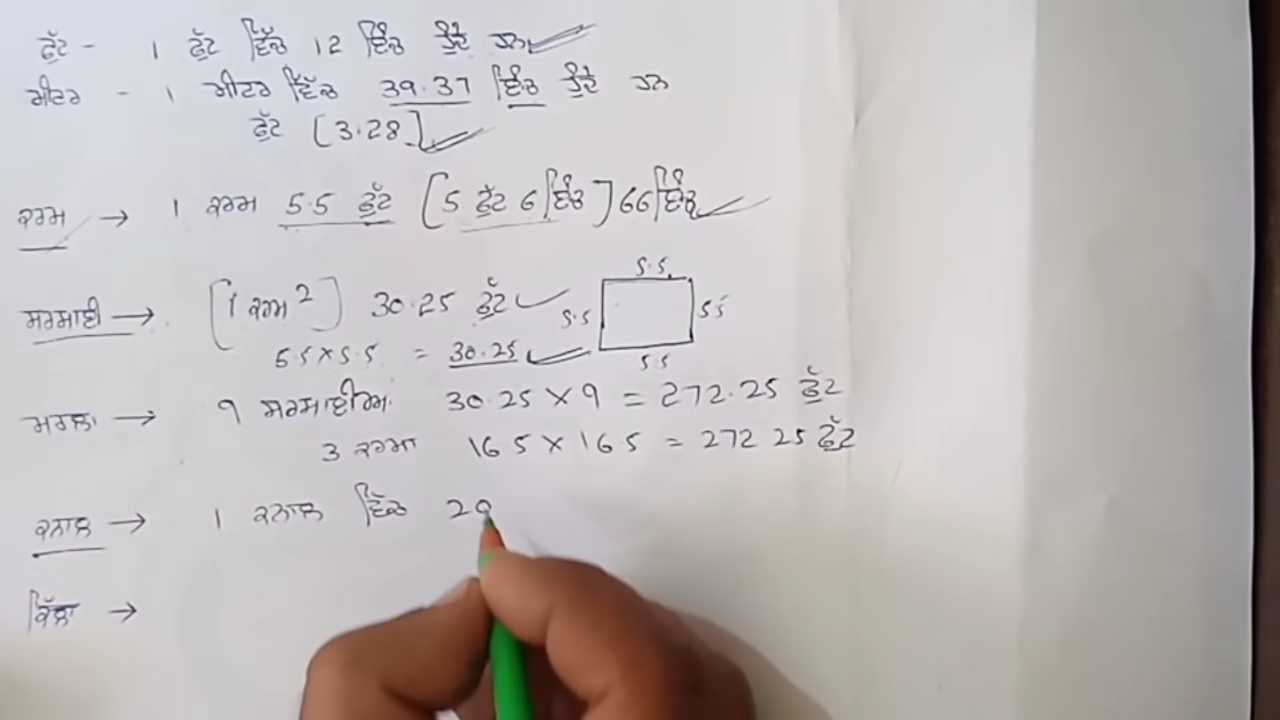 ਫੁੱਟ - 1 ਫੁੱਟ ਵਿੱਚ 12 ਇੰਚ ਹੁੰਦੇ ਹਨ
ਮੀਟਰ - 1 ਮੀਟਰ ਵਿੱਚ 39.37 ਇੰਚ ਹੁੰਦੇ ਹਨ
ਫੁੱਟ [3.28]
ਕਰਮ → 1 ਕਰਮ 5.5 ਫੁੱਟ [5 ਫੁੱਟ 6 ਇੰਚ] 66 ਇੰਚ
5.5
ਸਰਸਾਹੀ → [1 ਕਰਮ 2] 30.25 ਫੁੱਟ 5.5 5.5
5.5×5.5 = 30.25 5.5
ਮਰਲਾ → 9 ਸਰਸਾਹੀਆਂ 30.25 × 9 = 272.25 ਫੁੱਟ
3 ਕਰਮਾ 16 5 × 16 5 = 272 25 ਫੁੱਟ
ਕਨਾਲ → 1 ਕਨਾਲ ਵਿੱਚ 20
ਕਿੱਲਾ →